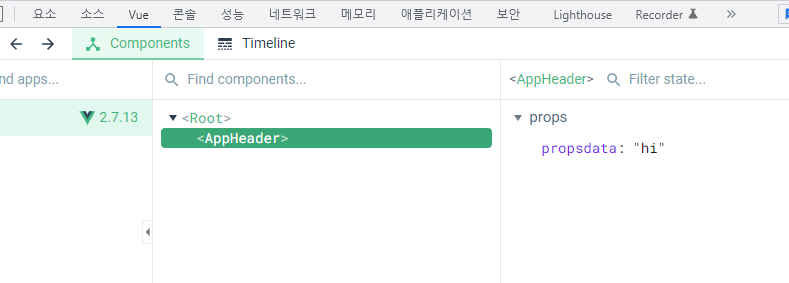 요소 소스 Vue 콘솔 성능 네트워크 메모리 애플리케이션 보안 Lighthouse Recorder »
Components Timeline
nd apps... Find components... <AppHeader> Filter state...
2.7.13 <Root> props
<AppHeader> propsdata: "hi"